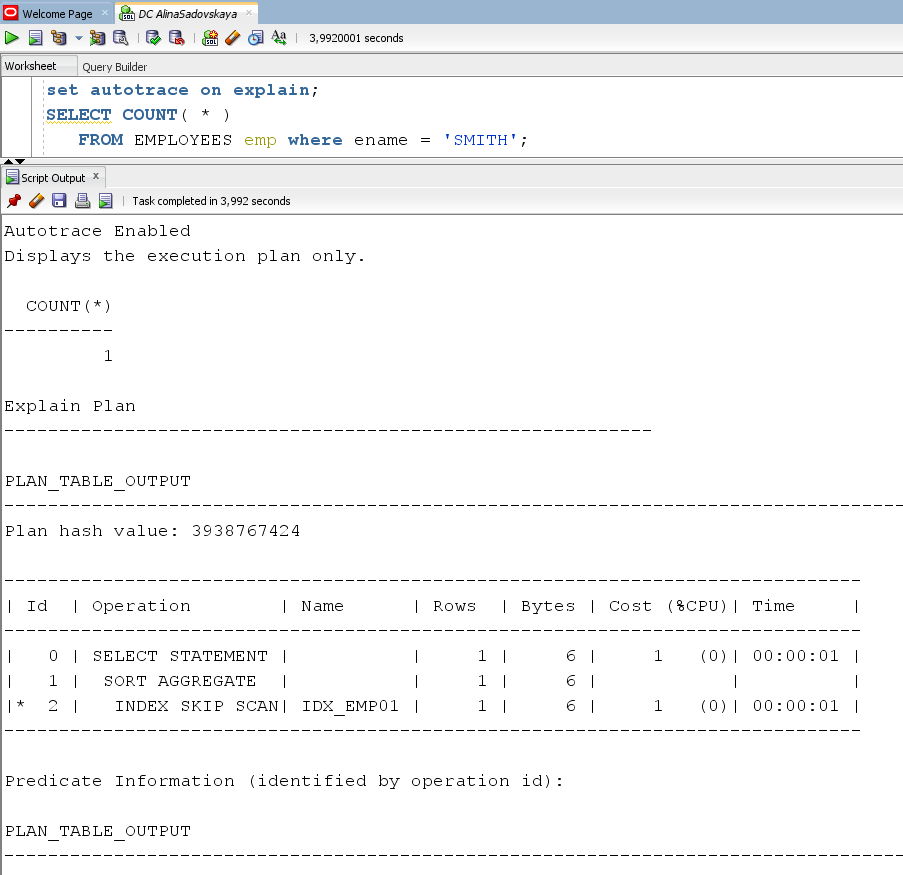 Welcome Page
DC AlinaSadovskaya
3,9920001 seconds
Worksheet
Query Builder
set autotrace on explain;
SELECT COUNT( * )
FROM EMPLOYEES emp where ename = 'SMITH';
Script Output
Task completed in 3,992 seconds
Autotrace Enabled
Displays the execution plan only.
COUNT(*)
----------
1
Explain Plan
-----------------------------------------------------------
PLAN_TABLE_OUTPUT
----------------------------------------------------------------------------------
Plan hash value: 3938767424
------------------------------------------------------------------------------
| Id  | Operation        | Name      | Rows  | Bytes | Cost (%CPU)| Time     |
------------------------------------------------------------------------------
|   0 | SELECT STATEMENT |           |     1 |     6 |     1   (0)| 00:00:01 |
|   1 |  SORT AGGREGATE  |           |     1 |     6 |            |          |
|*  2 |   INDEX SKIP SCAN| IDX_EMP01 |     1 |     6 |     1   (0)| 00:00:01 |
------------------------------------------------------------------------------
Predicate Information (identified by operation id):
PLAN_TABLE_OUTPUT
----------------------------------------------------------------------------------